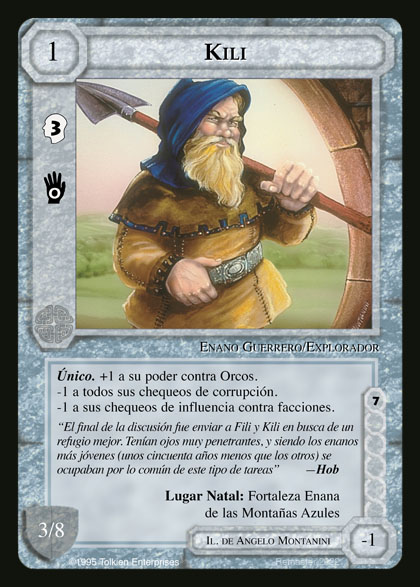 1
KILI
3
ENANO GUERRERO/EXPLORADOR
Único. +1 a su poder contra Orcos.
-1 a todos sus chequeos de corrupción.
-1 a sus chequeos de influencia contra facciones.
7
“El final de la discusión fue enviar a Fili y Kili en busca de un
refugio mejor. Tenían ojos muy penetrantes, y siendo los enanos
más jóvenes (unos cincuenta años menos que los otros) se
ocupaban por lo común de este tipo de tareas” —Hob
Lugar Natal: Fortaleza Enana
de las Montañas Azules
3/8
IL. DE ANGELO MONTANINI
-1
©1995 Tolkien Enterprises